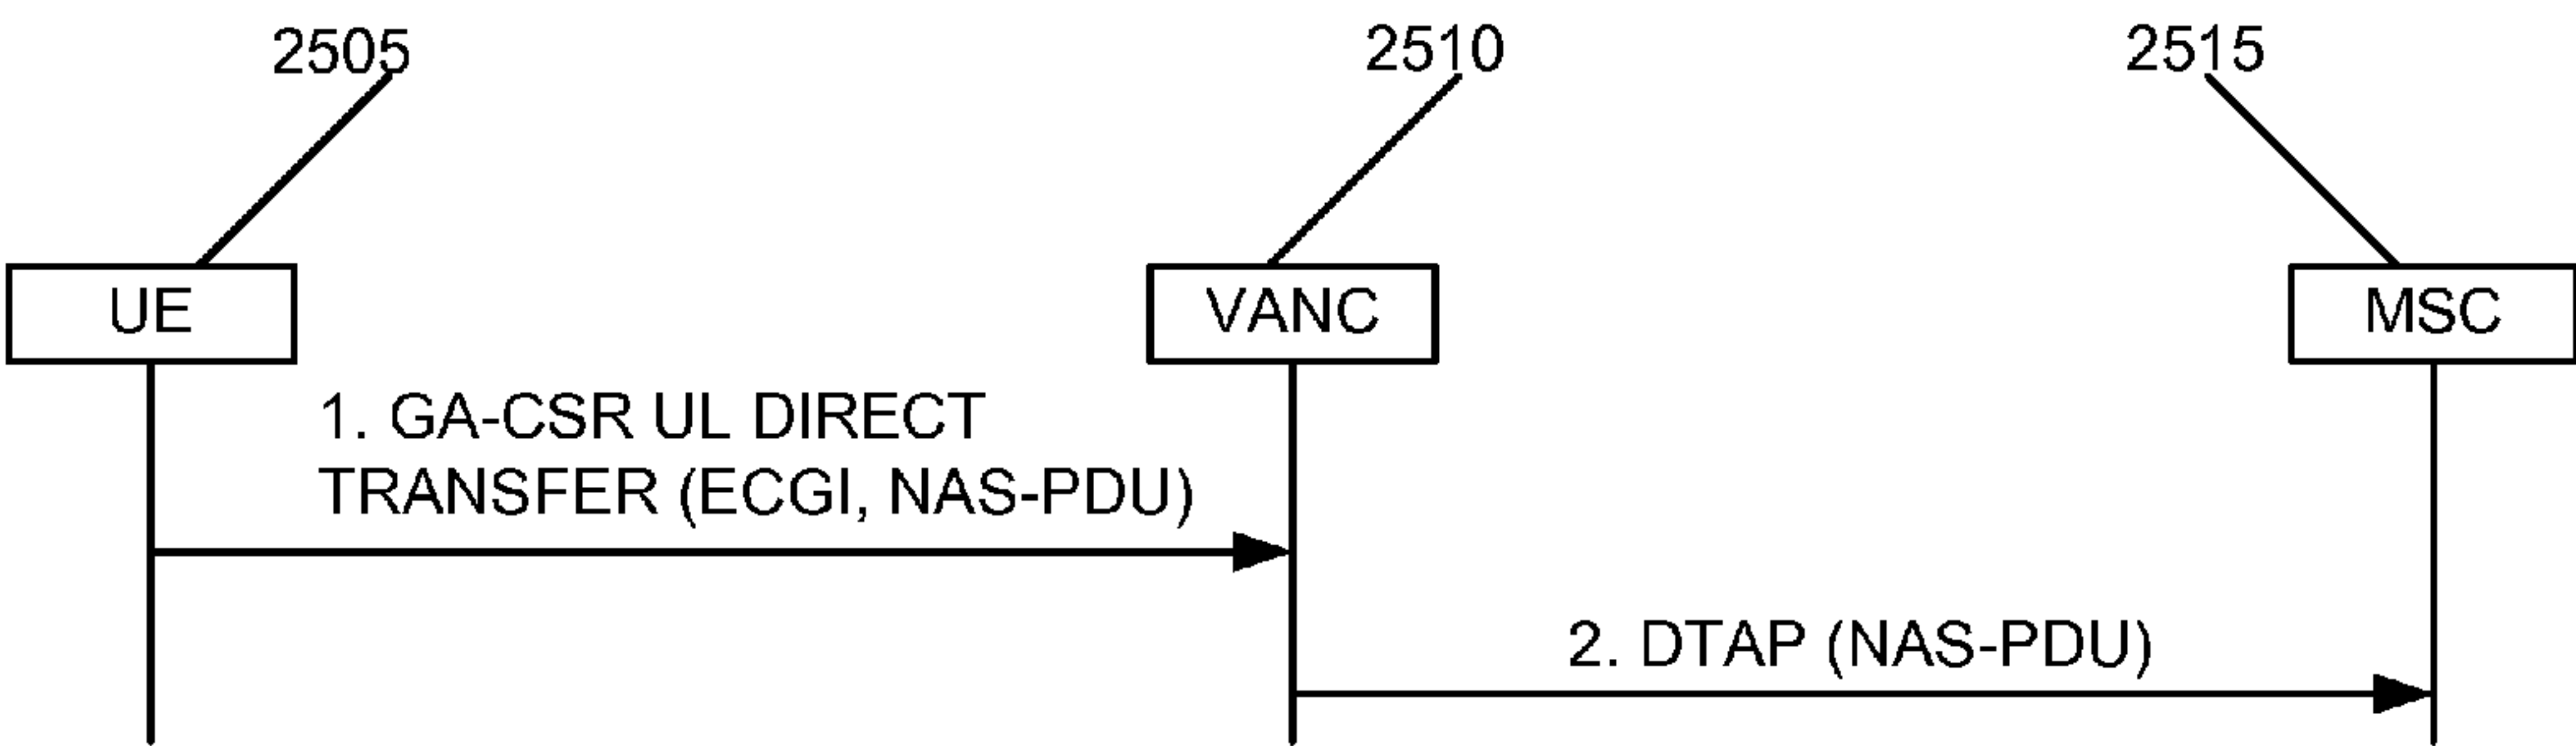 2505
2510
2515
UE
VANC
MSC
1. GA-CSR UL DIRECT
TRANSFER (ECGI, NAS-PDU)
2. DTAP (NAS-PDU)